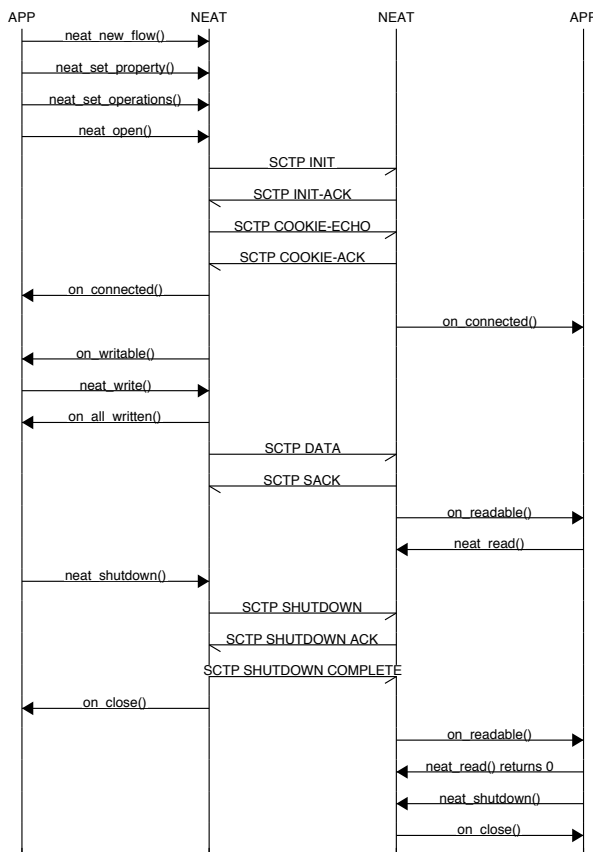 APP NEAT NEAT APP
neat_new_flow()
neat_set_property()
neat_set_operations()
neat_open()
SCTP INIT
SCTP INIT-ACK
SCTP COOKIE-ECHO
SCTP COOKIE-ACK
on_connected()
on_connected()
on_writable()
neat_write()
on_all_written()
SCTP DATA
SCTP SACK
on_readable()
neat_read()
neat_shutdown()
SCTP SHUTDOWN
SCTP SHUTDOWN ACK
SCTP SHUTDOWN COMPLETE
on_close()
on_readable()
neat_read() returns 0
neat_shutdown()
on_close()